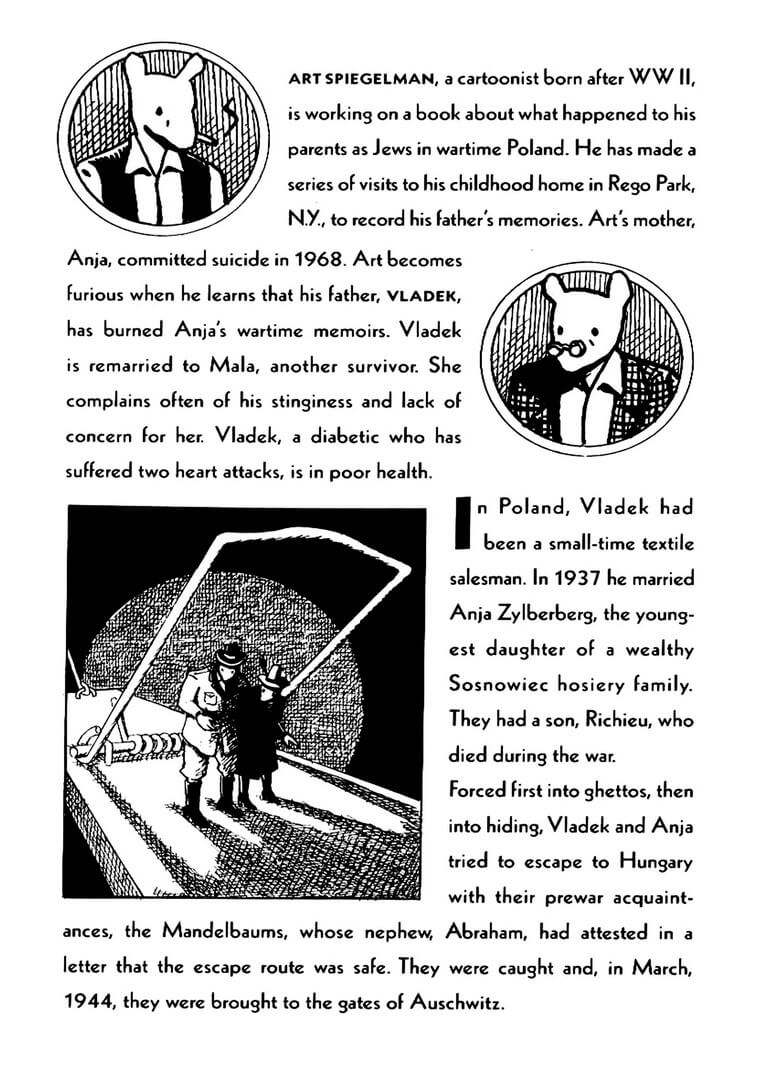 ART SPIEGELMAN, a cartoonist born after WW II,
is working on a book about what happened to his
parents as Jews in wartime Poland. He has made a
series of visits to his childhood home in Rego Park,
N.Y., to record his father's memories. Art's mother,
Anja, committed suicide in 1968. Art becomes
furious when he learns that his father, VLADEK,
has burned Anja's wartime memoirs. Vladek
is remarried to Mala, another survivor. She
complains often of his stinginess and lack of
concern for her. Vladek, a diabetic who has
suffered two heart attacks, is in poor health.
In Poland, Vladek had
been a small-time textile
salesman. In 1937 he married
Anja Zylberberg, the young-
est daughter of a wealthy
Sosnowiec hosiery family.
They had a son, Richieu, who
died during the war.
Forced first into ghettos, then
into hiding, Vladek and Anja
tried to escape to Hungary
with their prewar acquaint-
ances, the Mandelbaums, whose nephew, Abraham, had attested in a
letter that the escape route was safe. They were caught and, in March,
1944, they were brought to the gates of Auschwitz.